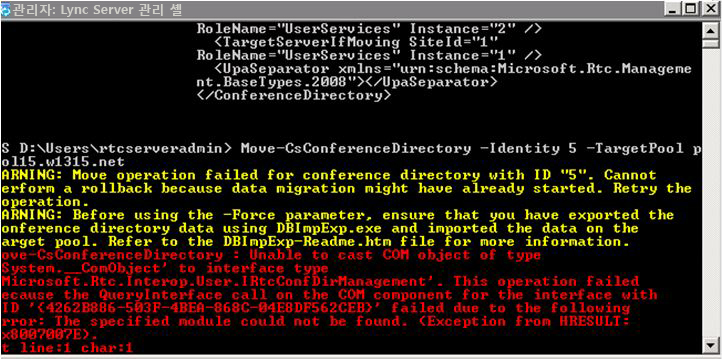 관리자: Lync Server 관리 셸
RoleName="UserServices" Instance="2" />
<TargetServerIfMoving SiteId="1"
RoleName="UserServices" Instance="1" />
<UpaSeparator xmlns="urn:schema:Microsoft.Rtc.Manageme
nt.BaseTypes.2008"></UpaSeparator>
</ConferenceDirectory>
S D:\Users\rtcserveradmin> Move-CsConferenceDirectory -Identity 5 -TargetPool p
ol15.w1315.net
ARNING: Move operation failed for conference directory with ID "5". Cannot
erform a rollback because data migration might have already started. Retry the
operation.
ARNING: Before using the -Force parameter, ensure that you have exported the
onference directory data using DBImpExp.exe and imported the data on the
arget pool. Refer to the DBImpExp-Readme.htm file for more information.
ove-CsConferenceDirectory : Unable to cast COM object of type
System.__ComObject' to interface type
Microsoft.Rtc.Interop.User.IRtcConfDirManagement'. This operation failed
ecause the QueryInterface call on the COM component for the interface with
ID '{4262B886-503F-4BEA-868C-04E8DF562CEB}' failed due to the following
error: The specified module could not be found. (Exception from HRESULT:
x8007007E).
t line:1 char:1